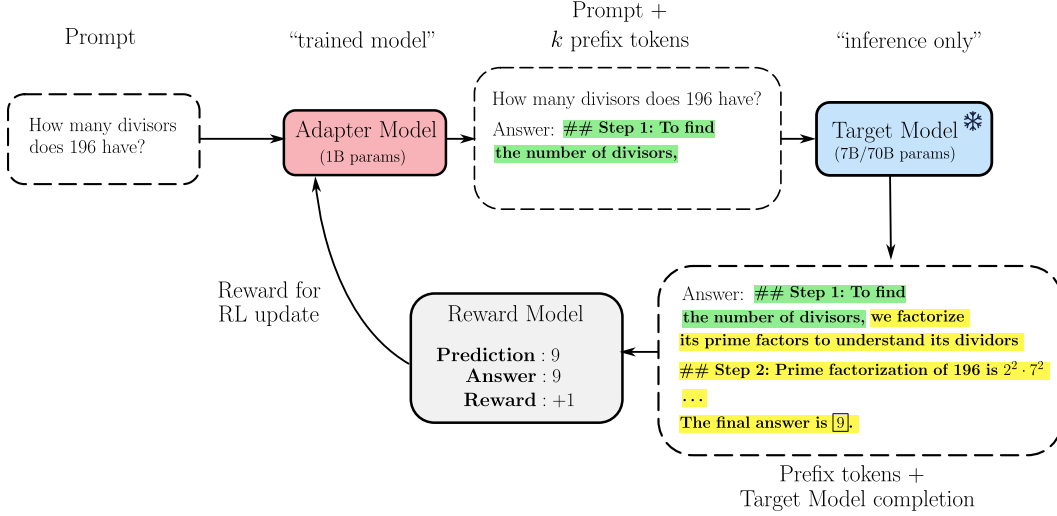 Prompt
“trained model”
Prompt +
k prefix tokens
“inference only”
How many divisors
does 196 have?
Adapter Model
(1B params)
How many divisors does 196 have?
Answer: ## Step 1: To find
the number of divisors,
Target Model
(7B/70B params)
Reward for
RL update
Reward Model
Prediction : 9
Answer : 9
Reward : +1
Answer: ## Step 1: To find
the number of divisors, we factorize
its prime factors to understand its dividors
## Step 2: Prime factorization of 196 is 2² · 7²
...
The final answer is 9.
Prefix tokens +
Target Model completion